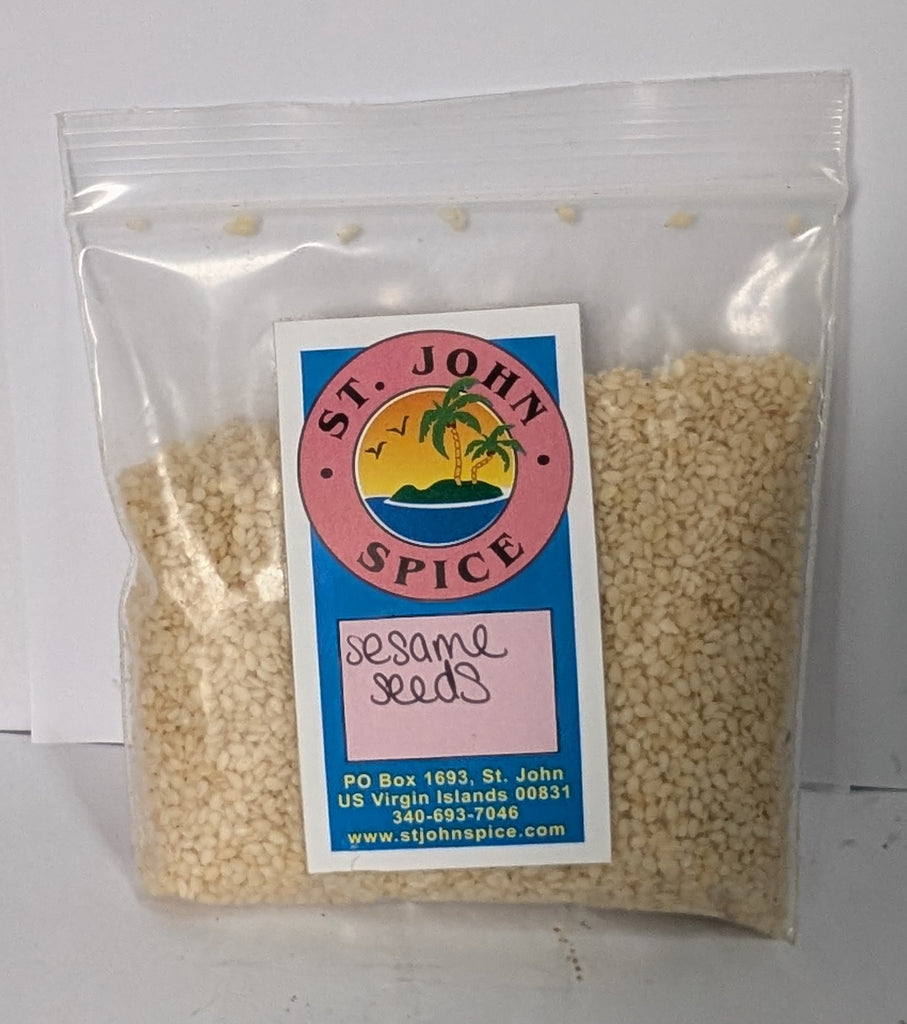 ST. JOHN
SPICE
sesame
seeds
PO Box 1693, St. John
US Virgin Islands 00831
340-693-7046
www.stjohnspice.com